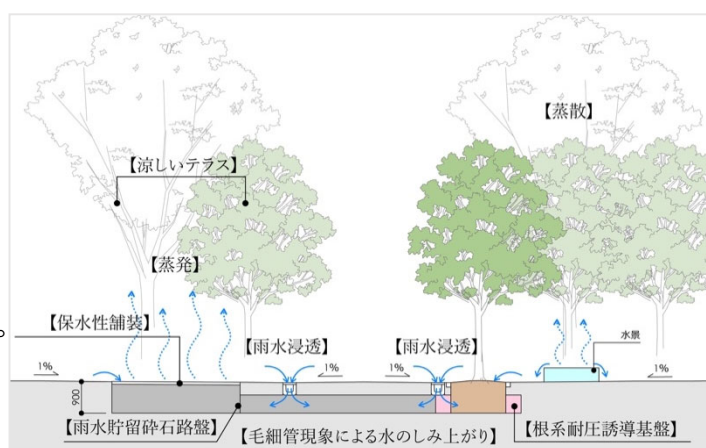 【蒸散】
【涼しいテラス】
【蒸発】
【保水性舗装】
【雨水浸透】
【雨水浸透】
水景
1%
1%
1%
1%
900
【雨水貯留砕石路盤】
【根系耐圧誘導基盤】
【毛細管現象による水のしみ上がり】